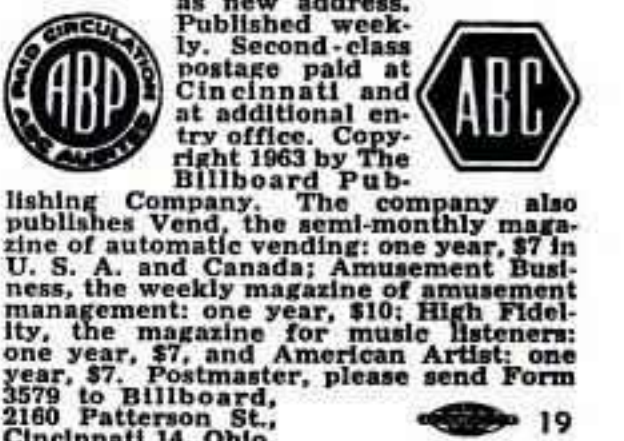 as new address.
Published week-
ly. Second-class
postage paid at
Cincinnati and
at additional en-
try office. Copy-
right 1963 by The
Billboard Pub-
lishing Company. The company also
publishes Vend, the semi-monthly maga-
zine of automatic vending: one year, $7 in
U. S. A. and Canada; Amusement Busi-
ness, the weekly magazine of amusement
management: one year, $10; High Fidel-
ity, the magazine for music listeners:
one year, $7, and American Artist: one
year, $7. Postmaster, please send Form
3579 to Billboard,
2160 Patterson St.,
Cincinnati 14, Ohio
PAID CIRCULATION
ABP
ABC AUDITED
ABC
19